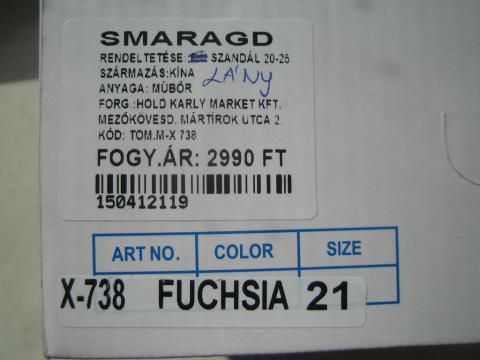 SMARAGD
RENDELTETÉSE SZANDÁL 20-25
SZÁRMAZÁS:KÍNA LÁNY
ANYAGA: MŰBŐR
FORG.:HOLD KARLY MARKET KFT.
MEZŐKÖVESD, MÁRTÍROK UTCA 2.
KÓD: TOM.M-X 738
FOGY.ÁR: 2990 FT
150412119
ART NO. COLOR SIZE
X-738 FUCHSIA 21